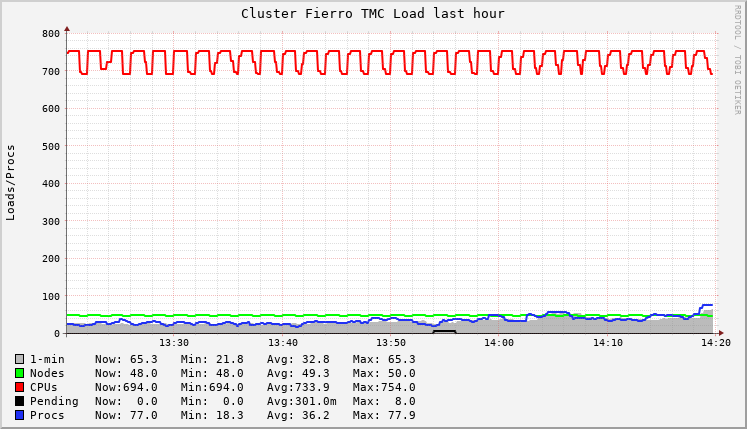 Cluster Fierro TMC Load last hour
RRDTOOL / TOBI OETIKER
Loads/Procs
800
700
600
500
400
300
200
100
0
13:30 13:40 13:50 14:00 14:10 14:20
1-min Now: 65.3 Min: 21.8 Avg: 32.8 Max: 65.3
Nodes Now: 48.0 Min: 48.0 Avg: 49.3 Max: 50.0
CPUs Now:694.0 Min:694.0 Avg:733.9 Max:754.0
Pending Now: 0.0 Min: 0.0 Avg:301.0m Max: 8.0
Procs Now: 77.0 Min: 18.3 Avg: 36.2 Max: 77.9